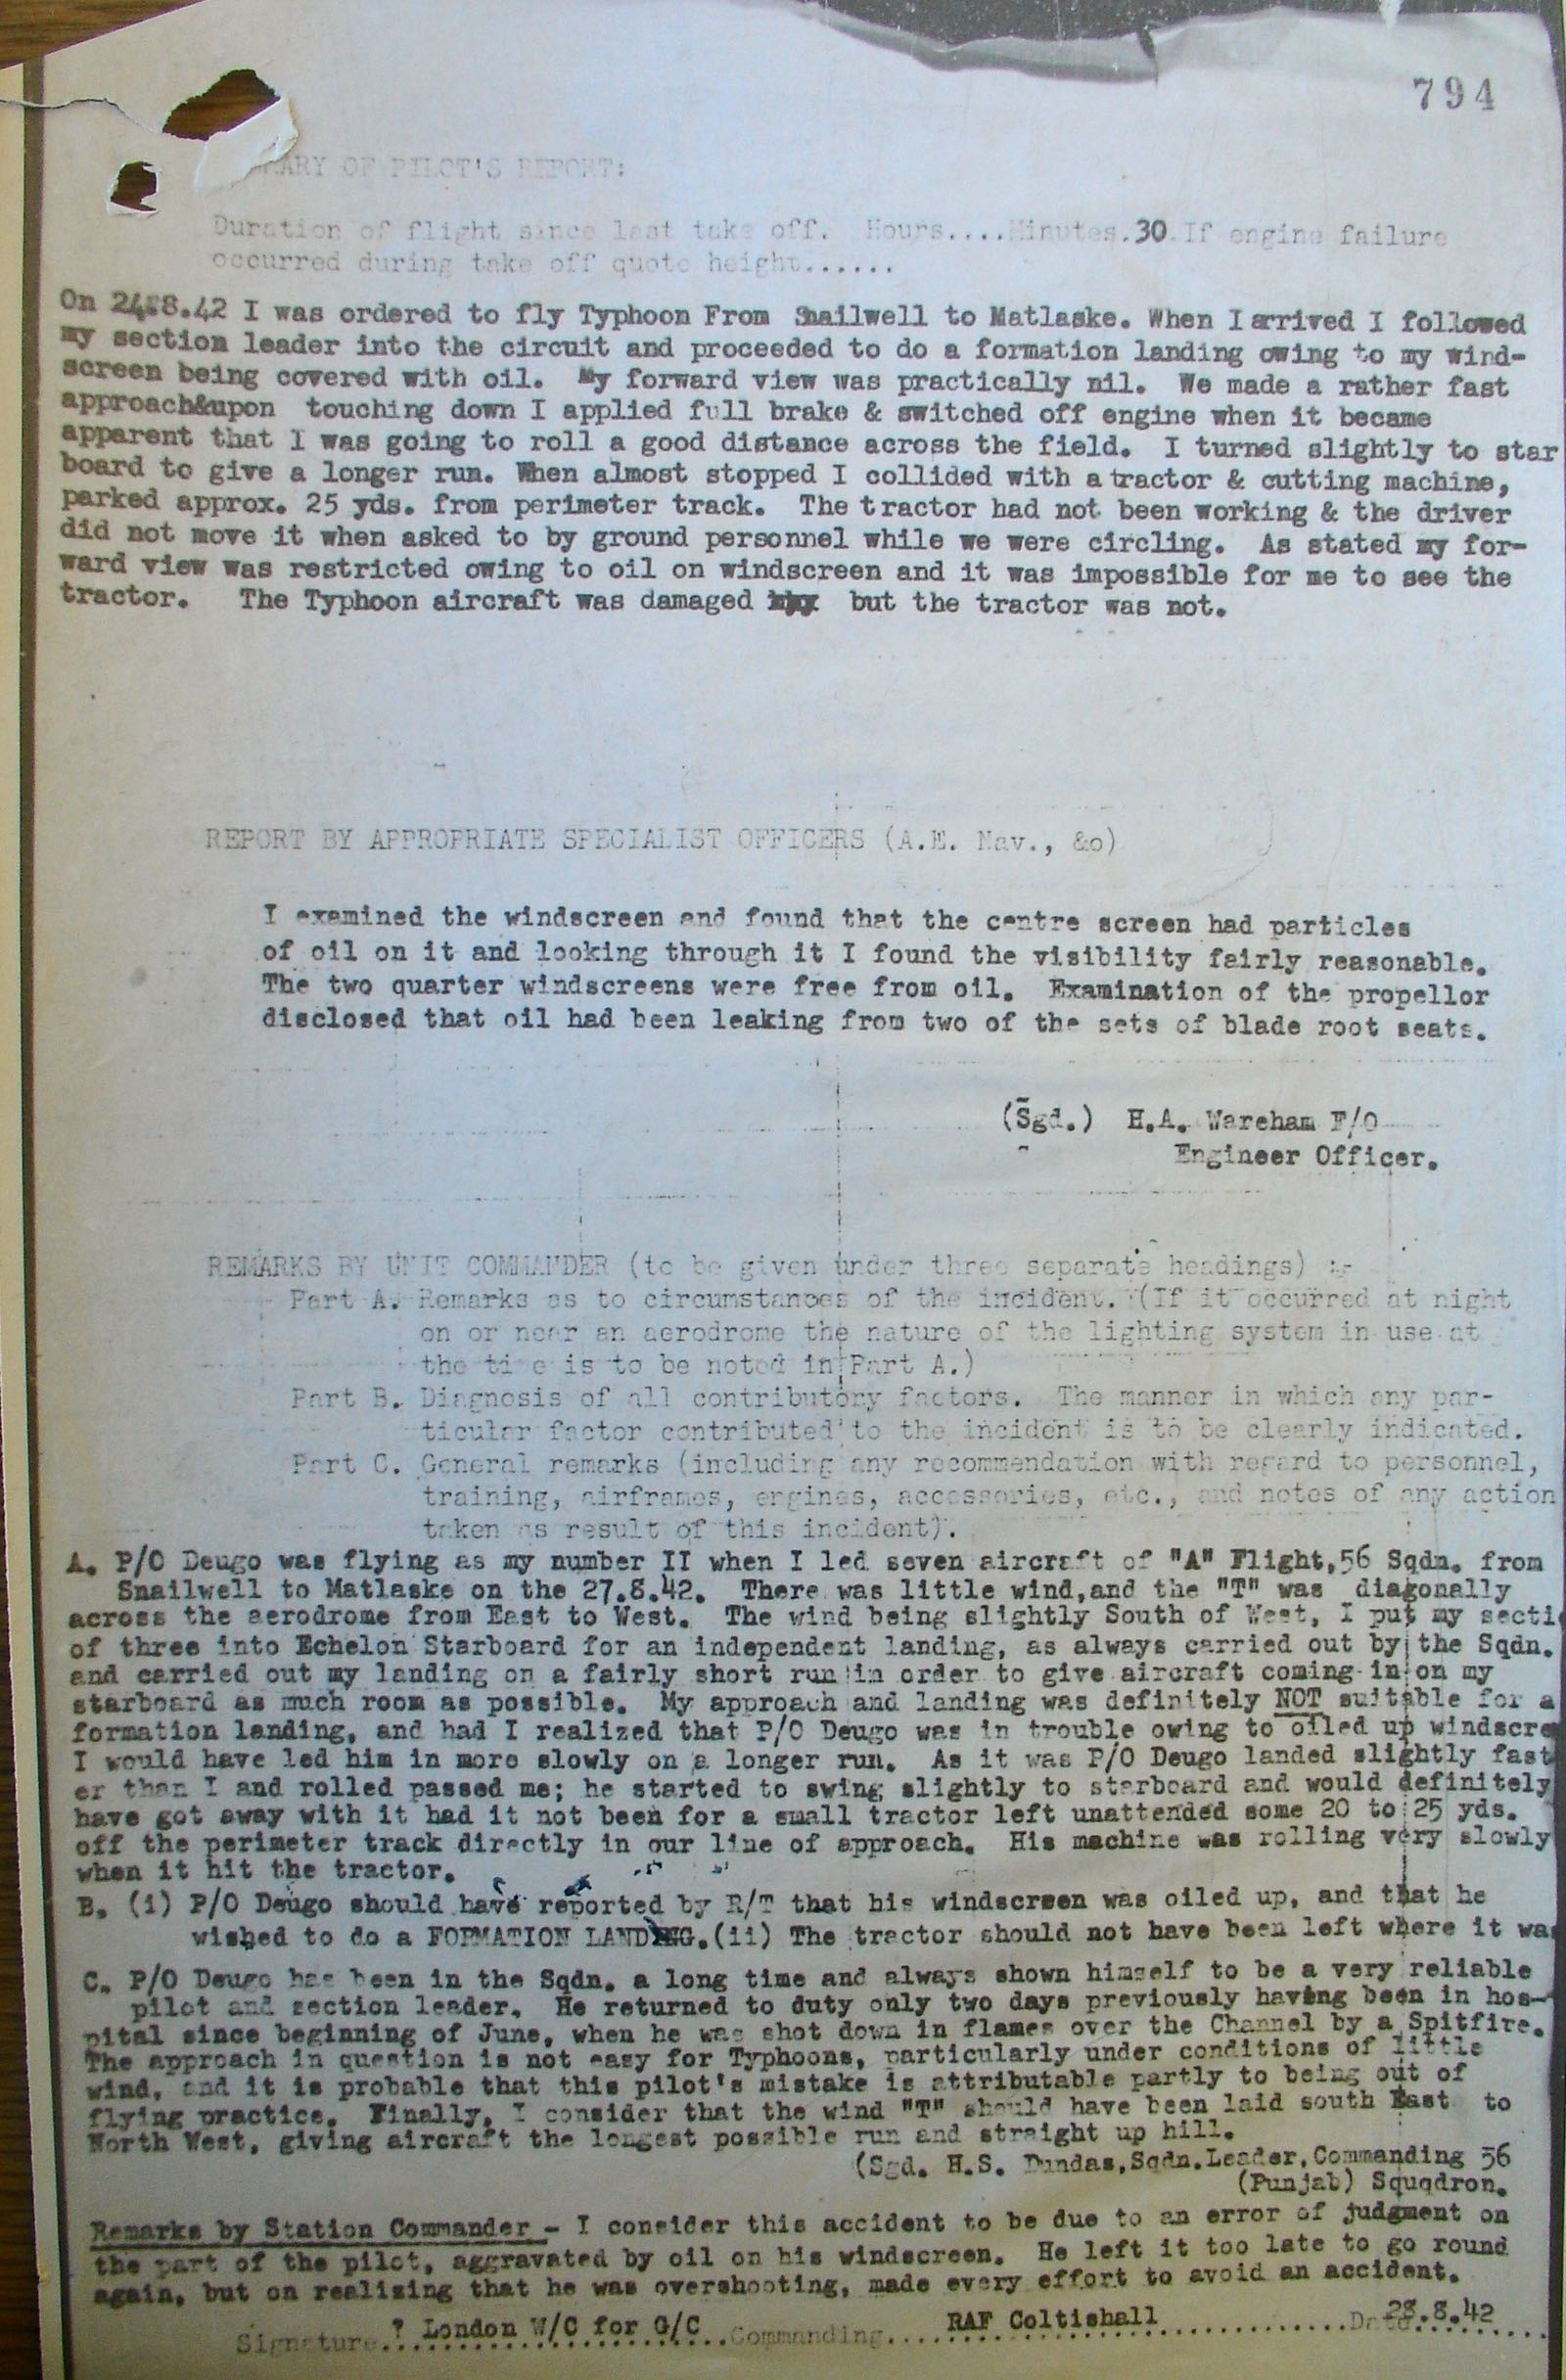 794
ARY OF PILOT'S REPORT:
Duration of flight since last take off. Hours....Minutes.30 If engine failure
occurred during take off quote height......
On 24.8.42 I was ordered to fly Typhoon From Snailwell to Matlaske. When I arrived I followed
my section leader into the circuit and proceeded to do a formation landing owing to my wind-
screen being covered with oil. My forward view was practically nil. We made a rather fast
approach&upon touching down I applied full brake & switched off engine when it became
apparent that I was going to roll a good distance across the field. I turned slightly to star
board to give a longer run. When almost stopped I collided with a tractor & cutting machine,
parked approx. 25 yds. from perimeter track. The tractor had not been working & the driver
did not move it when asked to by ground personnel while we were circling. As stated my for-
ward view was restricted owing to oil on windscreen and it was impossible for me to see the
tractor. The Typhoon aircraft was damaged but the tractor was not.
REPORT BY APPROPRIATE SPECIALIST OFFICERS (A.E. Nav., &o)
I examined the windscreen and found that the centre screen had particles
of oil on it and looking through it I found the visibility fairly reasonable.
The two quarter windscreens were free from oil. Examination of the propellor
disclosed that oil had been leaking from two of the sets of blade root seats.
(Sgd.) H.A. Wareham F/O
Engineer Officer.
REMARKS BY UNIT COMMANDER (to be given under three separate headings) :-
Part A. Remarks as to circumstances of the incident. (If it occurred at night
on or near an aerodrome the nature of the lighting system in use at
the ti e is to be noted in Part A.)
Part B. Diagnosis of all contributory factors. The manner in which any par-
ticular factor contributed to the incident is to be clearly indicated.
Part C. General remarks (including any recommendation with regard to personnel,
training, airframes, engines, accessories, etc., and notes of any action
taken as result of this incident).
A. P/O Deugo was flying as my number II when I led seven aircraft of "A" Flight,56 Sqdn. from
Snailwell to Matlaske on the 27.8.42. There was little wind,and the "T" was diagonally
across the aerodrome from East to West. The wind being slightly South of West, I put my secti
of three into Echelon Starboard for an independent landing, as always carried out by the Sqdn.
and carried out my landing on a fairly short run in order to give aircraft coming in on my
starboard as much room as possible. My approach and landing was definitely NOT suitable for a
formation landing, and had I realized that P/O Deugo was in trouble owing to oiled up windscre
I would have led him in more slowly on a longer run. As it was P/O Deugo landed slightly fast
er than I and rolled passed me; he started to swing slightly to starboard and would definitely
have got away with it had it not been for a small tractor left unattended some 20 to 25 yds.
off the perimeter track directly in our line of approach. His machine was rolling very slowly
when it hit the tractor.
B. (i) P/O Deugo should have reported by R/T that his windscreen was oiled up, and that he
wished to do a FORMATION LANDING.(ii) The tractor should not have been left where it wa
C. P/O Deugo has been in the Sqdn. a long time and always shown himself to be a very reliable
pilot and section leader. He returned to duty only two days previously having been in hos-
pital since beginning of June, when he was shot down in flames over the Channel by a Spitfire.
The approach in question is not easy for Typhoons, particularly under conditions of little
wind, and it is probable that this pilot's mistake is attributable partly to being out of
flying practice. Finally, I consider that the wind "T" should have been laid south East to
North West, giving aircraft the longest possible run and straight up hill.
(Sgd. H.S. Dundas,Sqdn.Leader,Commanding 56
(Punjab) Squqdron.
Remarks by Station Commander - I consider this accident to be due to an error of judgment on
the part of the pilot, aggravated by oil on his windscreen. He left it too late to go round
again, but on realising that he was overshooting, made every effort to avoid an accident.
Signature.? London W/C for G/C...Commanding....RAF Coltishall....Date.28.8.42